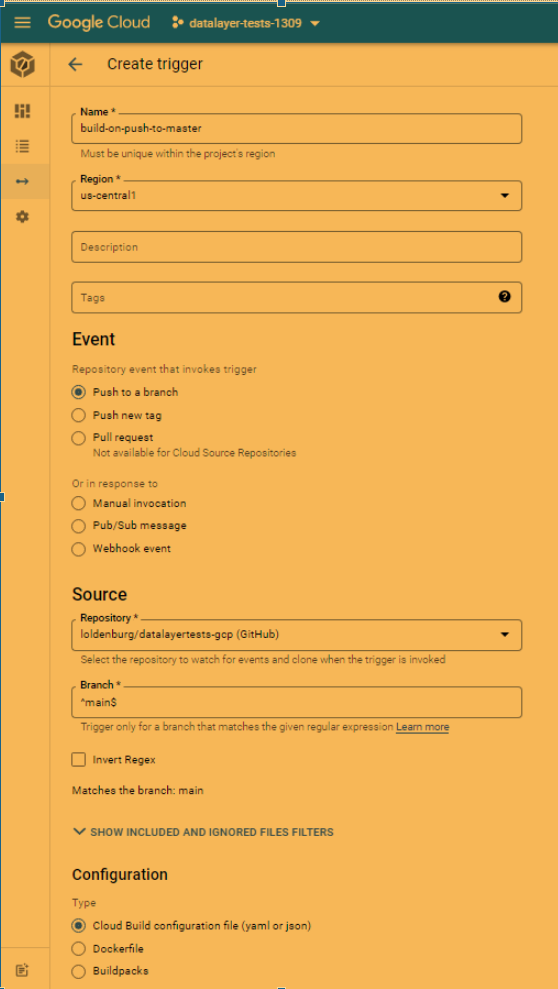 Google Cloud
datalayer-tests-1309
Create trigger
Name *
build-on-push-to-master
Must be unique within the project's region
Region *
us-central1
Description
Tags
Event
Repository event that invokes trigger
Push to a branch
Push new tag
Pull request
Not available for Cloud Source Repositories
Or in response to
Manual invocation
Pub/Sub message
Webhook event
Source
Repository *
loldenburg/datalayertests-gcp (GitHub)
Select the repository to watch for events and clone when the trigger is invoked
Branch *
^main$
Trigger only for a branch that matches the given regular expression Learn more
Invert Regex
Matches the branch: main
SHOW INCLUDED AND IGNORED FILES FILTERS
Configuration
Type
Cloud Build configuration file (yaml or json)
Dockerfile
Buildpacks